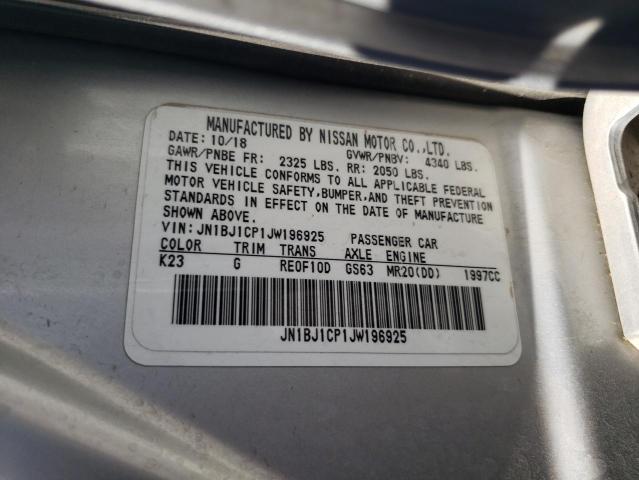 MANUFACTURED BY NISSAN MOTOR CO.,LTD.
DATE: 10/18 GVWR/PNBV: 4340 LBS.
GAWR/PNBE FR: 2325 LBS. RR: 2050 LBS.
THIS VEHICLE CONFORMS TO ALL APPLICABLE FEDERAL
MOTOR VEHICLE SAFETY,BUMPER,AND THEFT PREVENTION
STANDARDS IN EFFECT ON THE DATE OF MANUFACTURE
SHOWN ABOVE.
VIN: JN1BJ1CP1JW196925 PASSENGER CAR
COLOR TRIM TRANS AXLE ENGINE
K23 G RE0F10D GS63 MR20(DD) 1997CC
JN1BJ1CP1JW196925